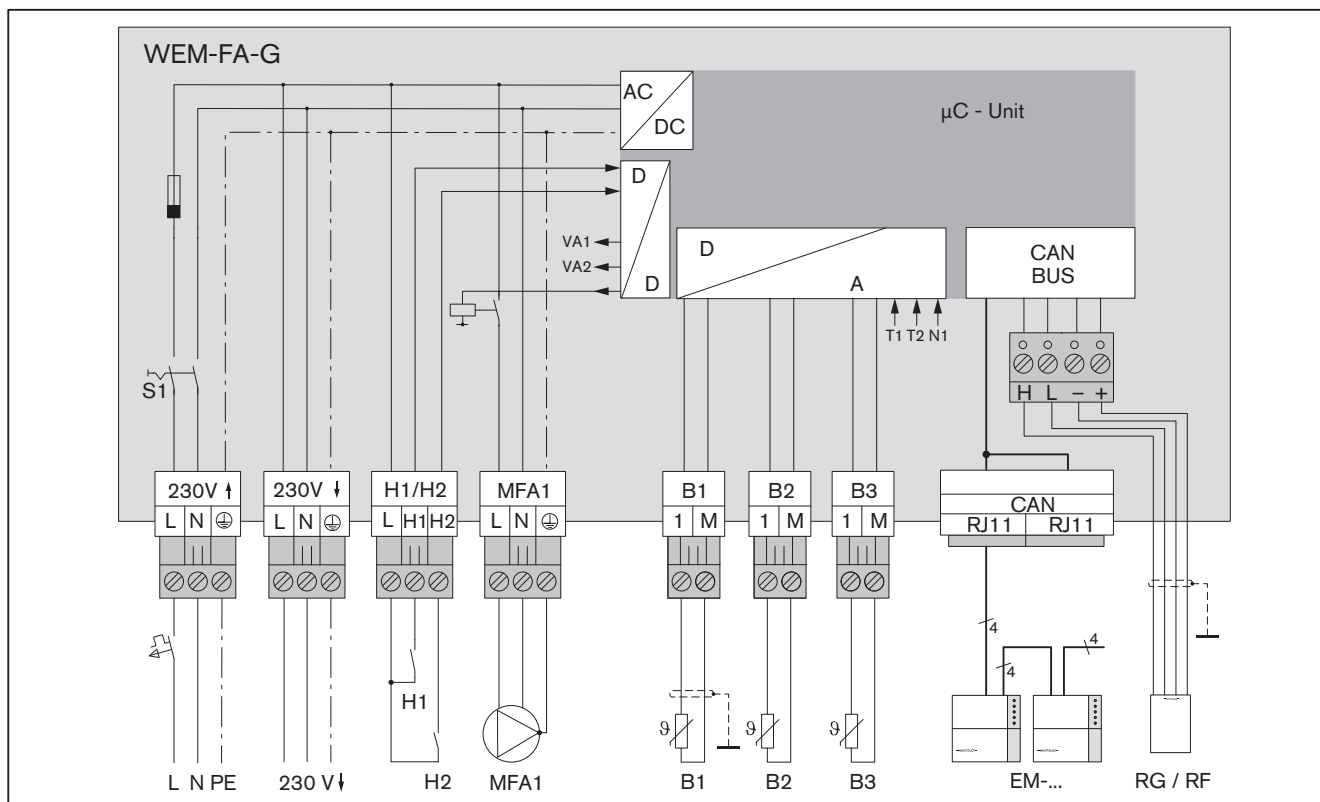 WEM-FA-G
AC
DC
µC - Unit
D
D
VA1
VA2
D
A
T1 T2 N1
CAN
BUS
S1
H L – +
230V
L N
230V
L N
H1/H2
L H1 H2
MFA1
L N
B1
1 M
B2
1 M
B3
1 M
CAN
RJ11 RJ11
4
4
4
H1
ϑ
ϑ
ϑ
L N PE
230 V
H2
MFA1
B1
B2
B3
EM-...
RG / RF